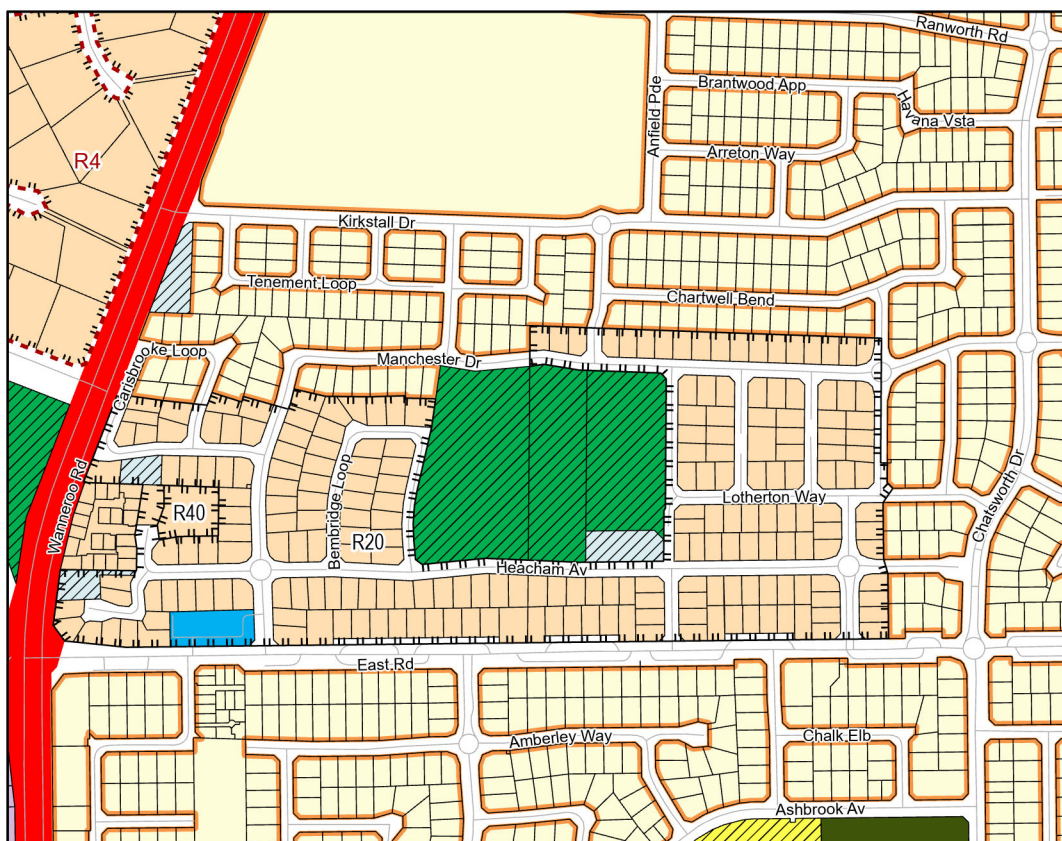 Ranworth Rd
Brantwood App
Havana Vsta
Anfield Pde
Arreton Way
R4
Kirkstall Dr
Tenement Loop
Chartwell Bend
Carisbrooke Loop
Manchester Dr
Wanneroo Rd
Bembridge Loop
Lotherton Way
Chatsworth Dr
R40
R20
Heacham Av
East Rd
Amberley Way
Chalk Elb
Ashbrook Av